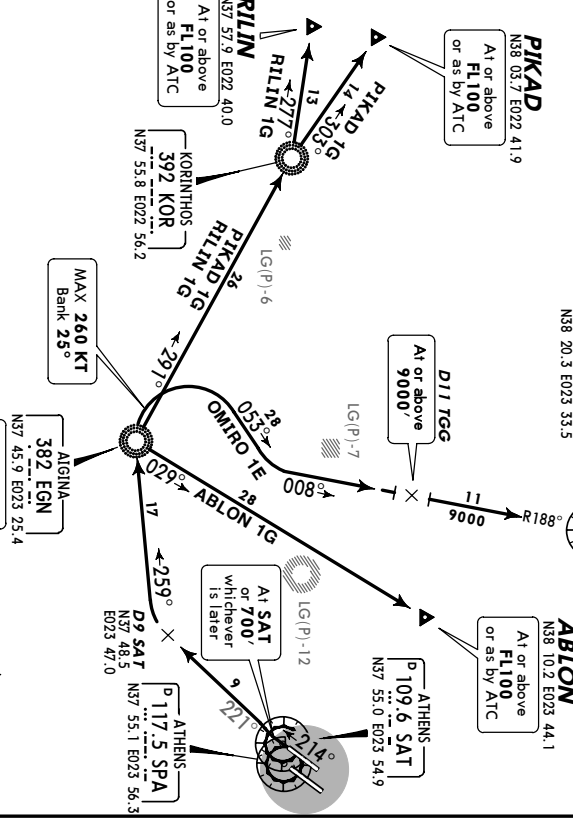 PIKAD
N38 03.7 E022 41.9
At or above
FL100
or as by ATC
RILIN
N37 57.9 E022 40.0
At or above
FL100
or as by ATC
PIKAD 1G
14
303°
13
277°
RILIN 1G
KORINTHOS
392 KOR
N37 55.8 E022 56.2
LG(P)-6
26
PIKAD 1G
RILIN 1G
291°
MAX 260 KT
Bank 25°
AIGINA
382 EGN
N37 45.9 E023 25.4
N38 20.3 E023 33.5
D11 TGG
At or above
9000'
LG(P)-7
28
053°
OMIRO 1E
008°
11
9000
R188°
029°
28
ABLON 1G
ABLON
N38 10.2 E023 44.1
At or above
FL100
or as by ATC
17
259°
D9 SAT
N37 48.5
E023 47.0
LG(P)-12
At SAT
or 700'
whichever
is later
9
221°
214°
ATHENS
D 109.6 SAT
N37 55.0 E023 54.9
ATHENS
D 117.5 SPA
N37 55.1 E023 56.3